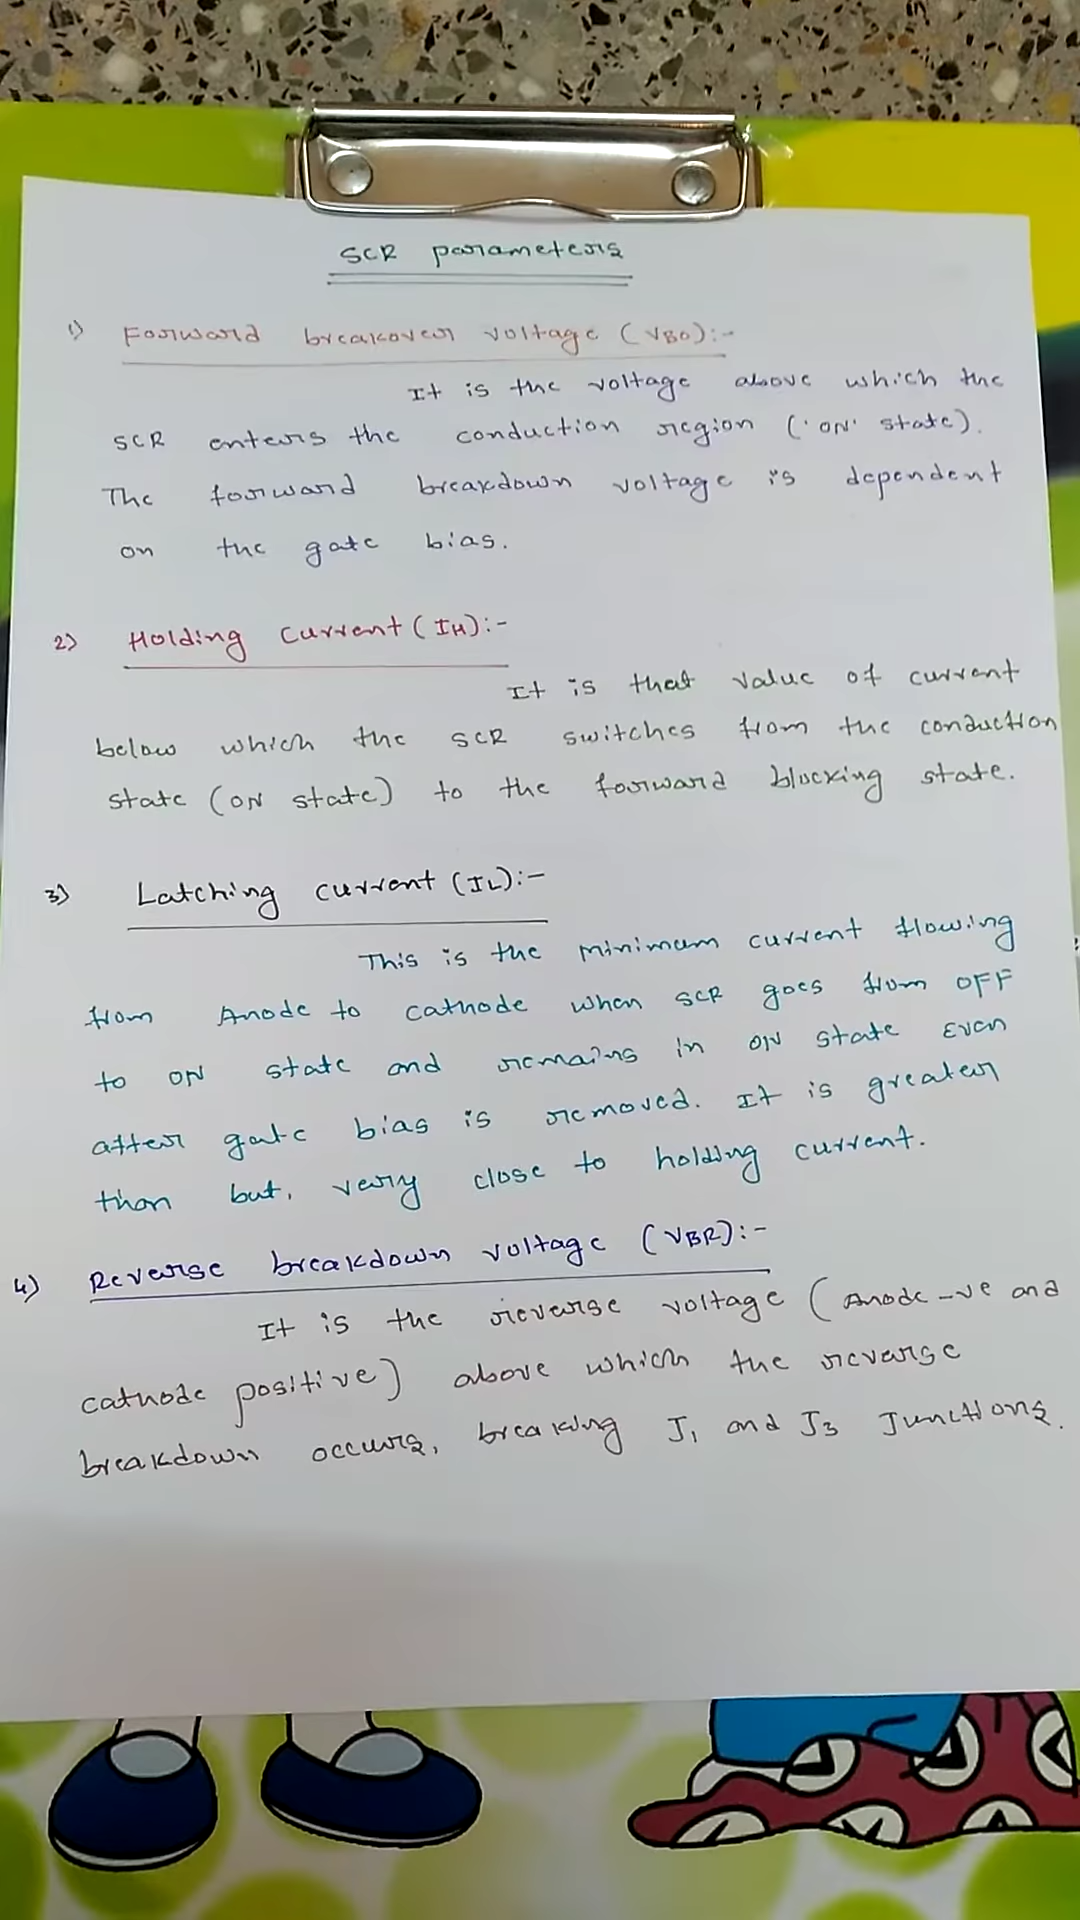 SCR parameters
1) Forward breakover voltage (VBO):-
It is the voltage above which the
SCR enters the conduction region ('ON' state).
The forward breakdown voltage is dependent
on the gate bias.
2) Holding current (IH):-
It is that value of current
below which the SCR switches from the conduction
state (ON state) to the forward blocking state.
3) Latching current (IL):-
This is the minimum current flowing
from Anode to cathode when SCR goes from OFF
to ON state and remains in ON state even
after gate bias is removed. It is greater
than but, very close to holding current.
4) Reverse breakdown voltage (VBR):-
It is the reverse voltage (Anode -ve and
cathode positive) above which the reverse
breakdown occurs, breaking J1 and J3 Junctions.